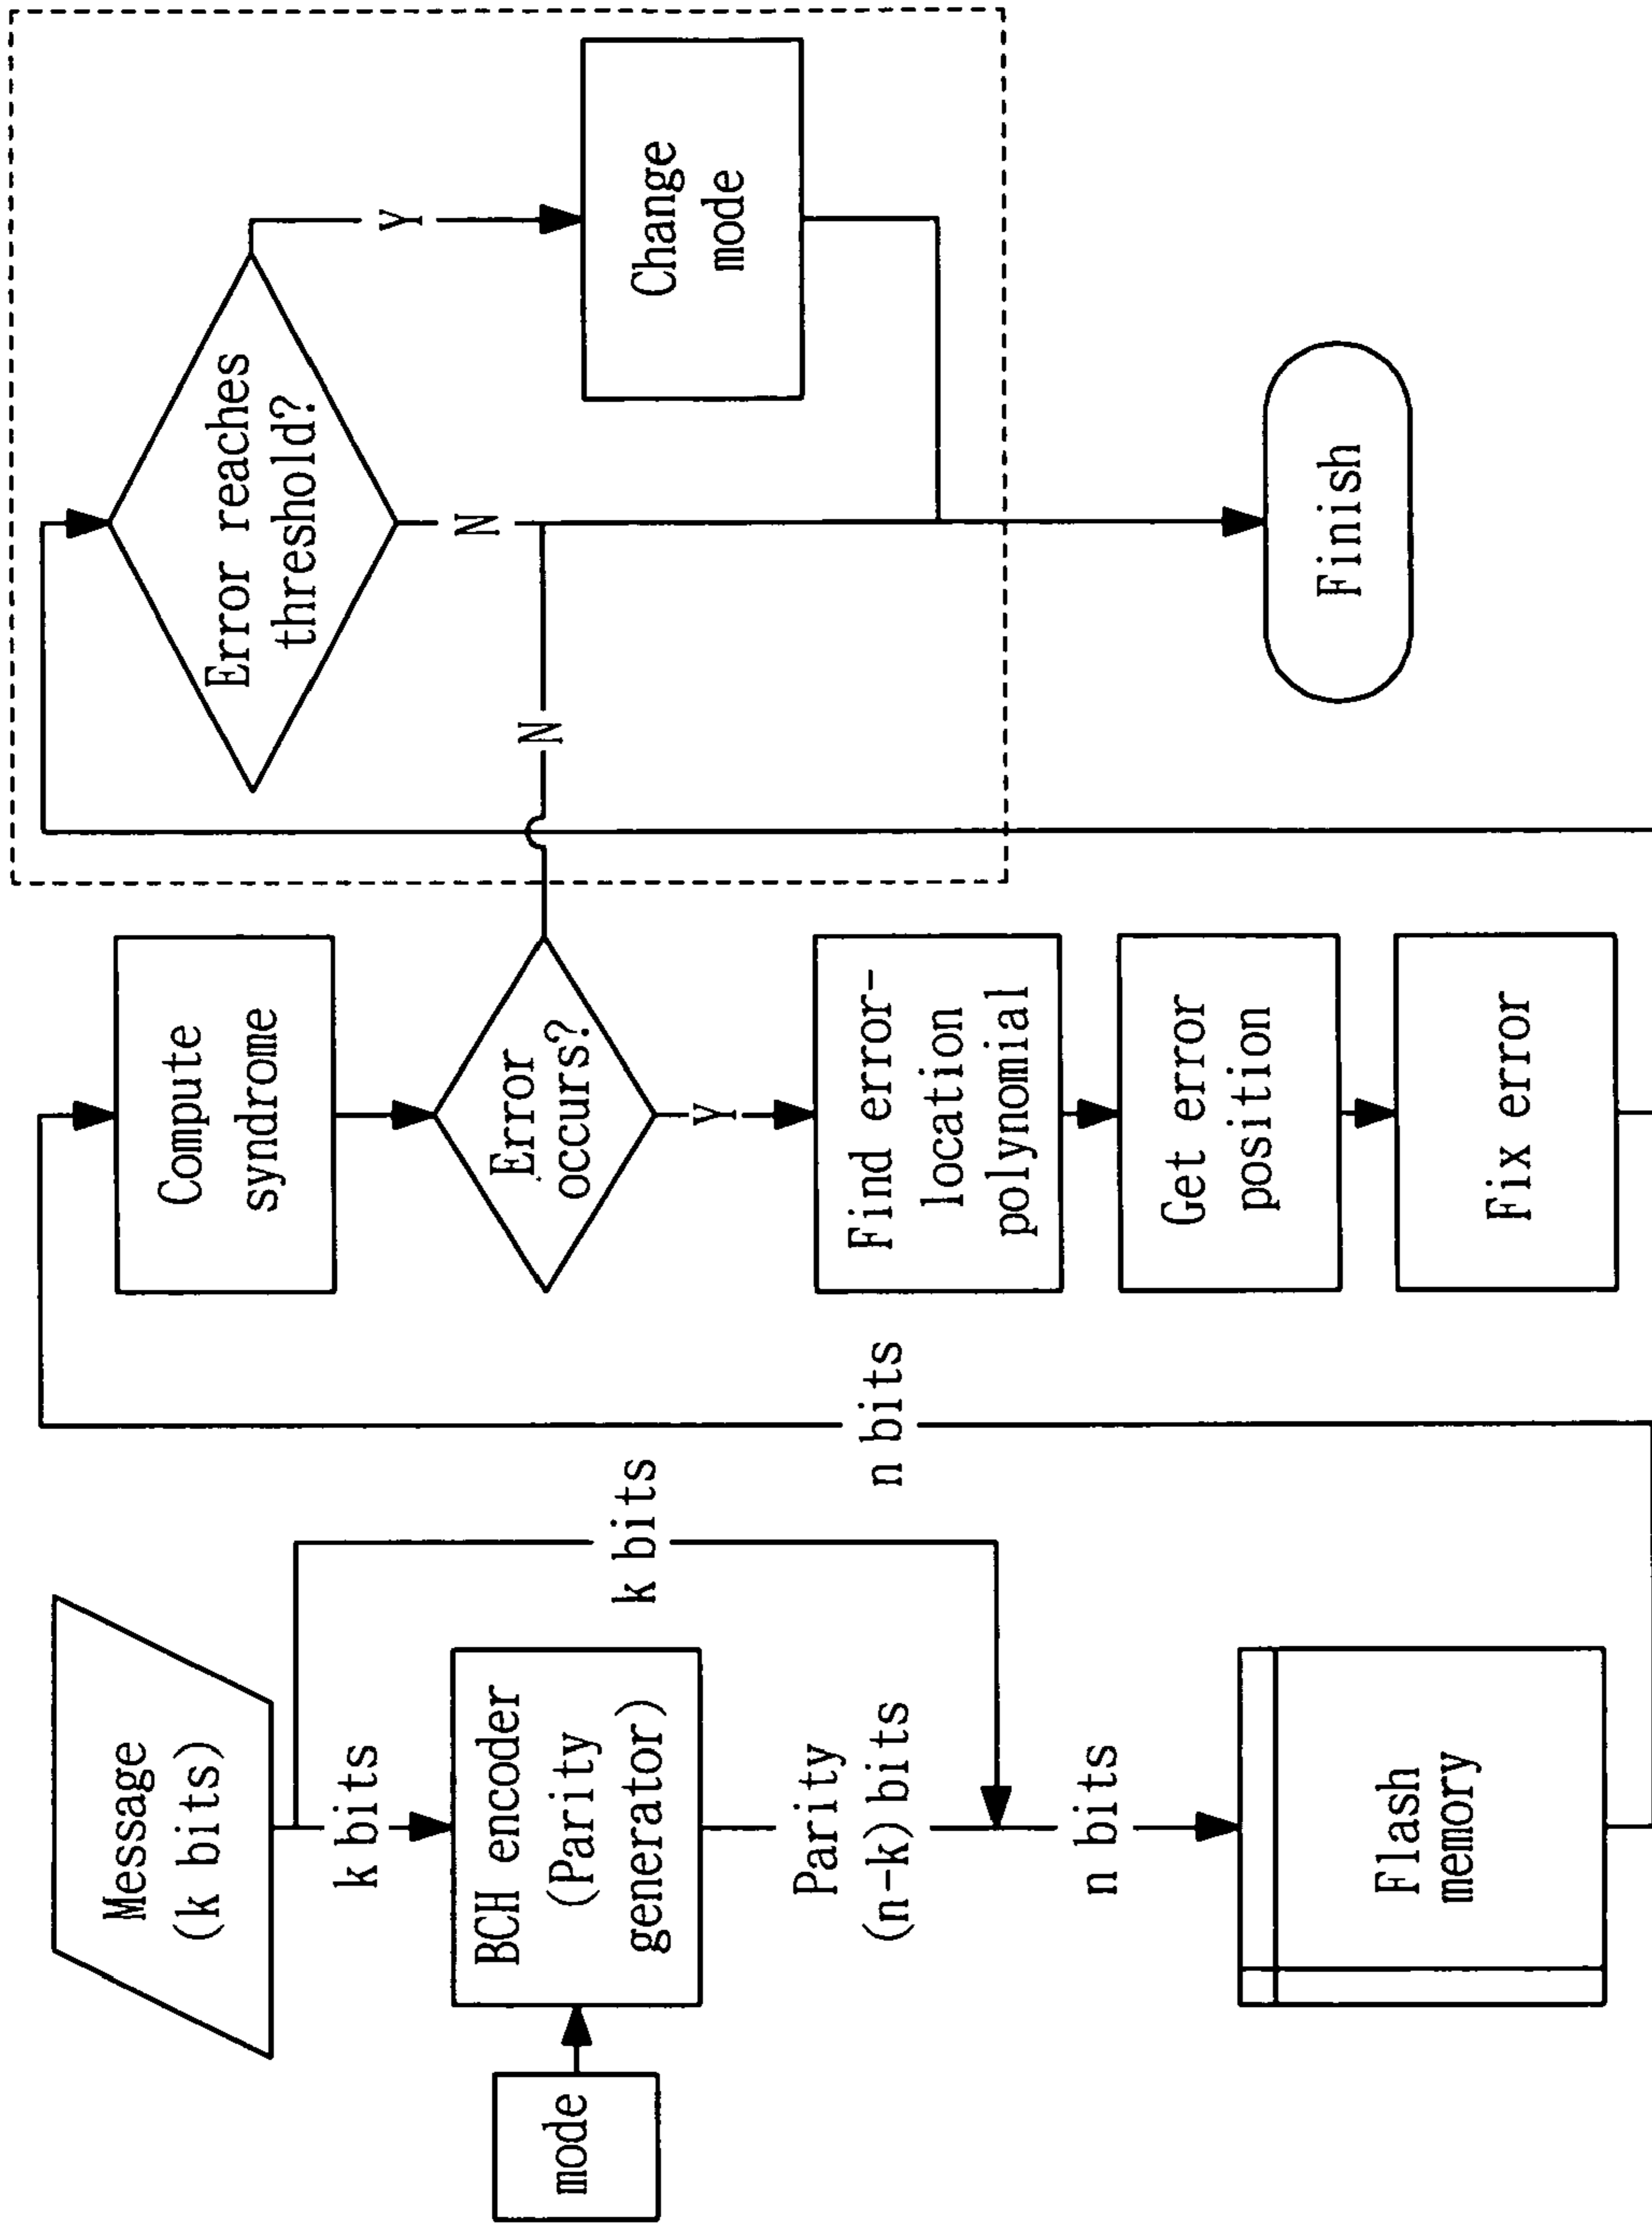 Message
(k bits)
k bits
mode
BCH encoder
(Parity
generator)
k bits
Parity
(n-k) bits
n bits
Flash
memory
n bits
Compute
syndrome
Error
occurs?
N
Y
Find error-
location
polynomial
Get error
position
Fix error
Error reaches
threshold?
Y
N
Change
mode
Finish